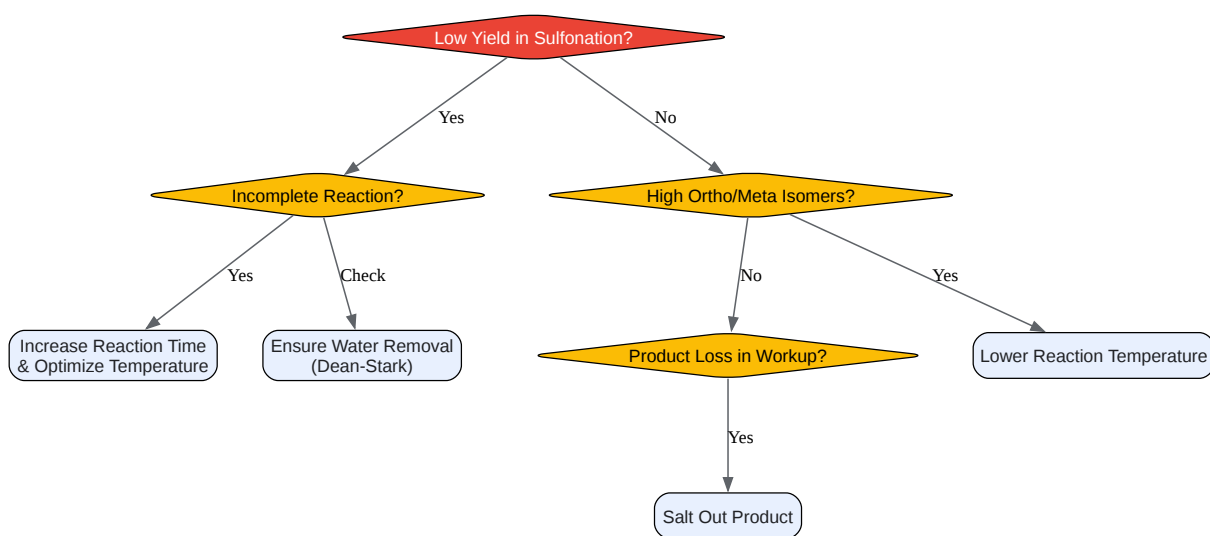 Low Yield in Sulfonation?
Yes
No
Incomplete Reaction?
High Ortho/Meta Isomers?
Yes
Check
No
Yes
Increase Reaction Time
& Optimize Temperature
Ensure Water Removal
(Dean-Stark)
Product Loss in Workup?
Lower Reaction Temperature
Yes
Salt Out Product